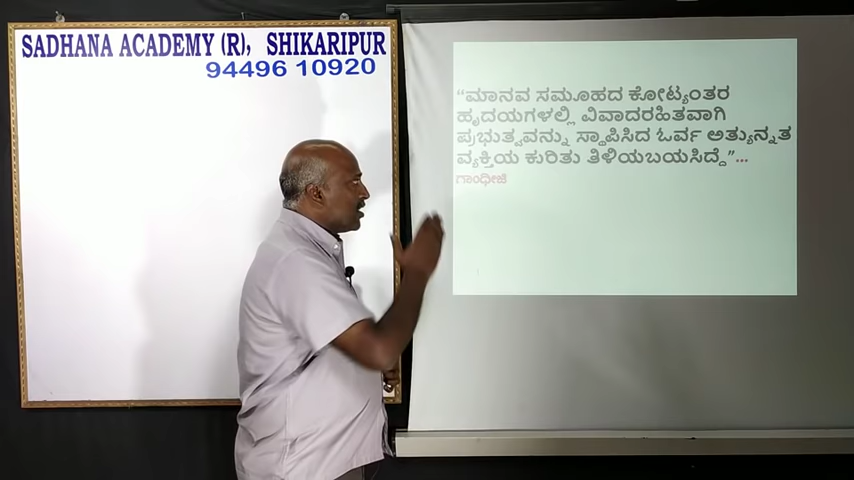 SADHANA ACADEMY (R), SHIKARIPUR
94496 10920
“ಮಾನವ ಸಮೂಹದ ಕೋಟ್ಯಂತರ
ಹೃದಯಗಳಲ್ಲಿ ವಿವಾದರಹಿತವಾಗಿ
ಪ್ರಭುತ್ವವನ್ನು ಸ್ಥಾಪಿಸಿದ ಓರ್ವ ಅತ್ಯುನ್ನತ
ವ್ಯಕ್ತಿಯ ಕುರಿತು ತಿಳಿಯಬಯಸಿದ್ದೆ”...
ಗಾಂಧೀಜಿ